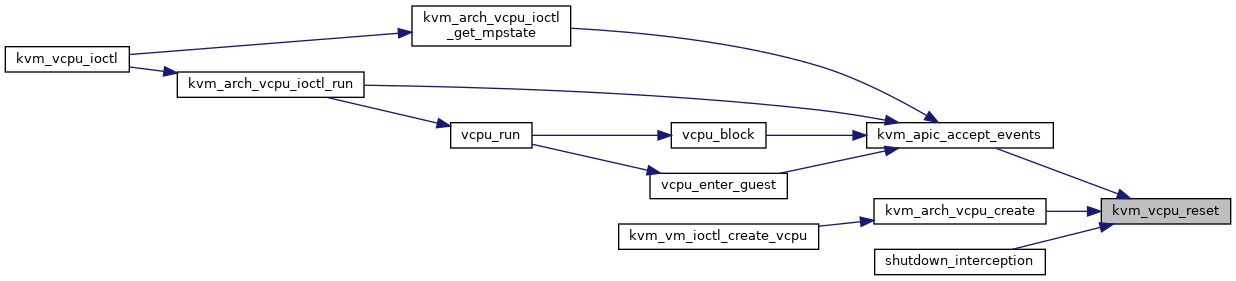 kvm_arch_vcpu_ioctl
_get_mpstate
kvm_vcpu_ioctl
kvm_arch_vcpu_ioctl_run
vcpu_run
vcpu_block
kvm_apic_accept_events
vcpu_enter_guest
kvm_arch_vcpu_create
kvm_vcpu_reset
kvm_vm_ioctl_create_vcpu
shutdown_interception